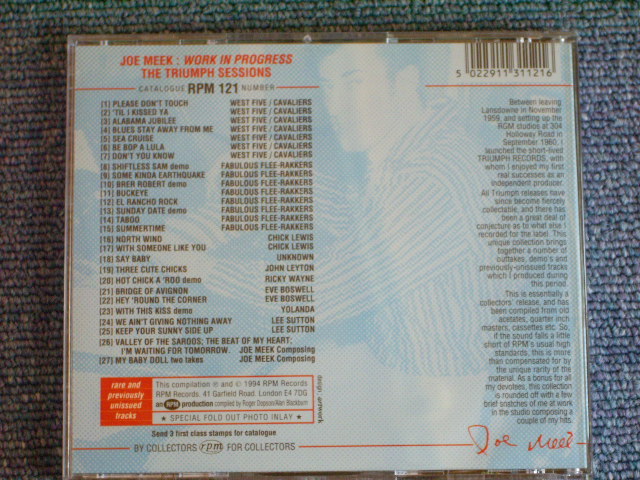 JOE MEEK : WORK IN PROGRESS
THE TRIUMPH SESSIONS
CATALOGUE RPM 121 NUMBER
(1) PLEASE DON'T TOUCH WEST FIVE / CAVALIERS
(2) 'TIL I KISSED YA WEST FIVE / CAVALIERS
(3) ALABAMA JUBILEE WEST FIVE / CAVALIERS
(4) BLUES STAY AWAY FROM ME WEST FIVE / CAVALIERS
(5) SEA CRUISE WEST FIVE / CAVALIERS
(6) BE BOP A LULA WEST FIVE / CAVALIERS
(7) DON'T YOU KNOW WEST FIVE / CAVALIERS
(8) SHIFTLESS SAM demo FABULOUS FLEE-RAKKERS
(9) SOME KINDA EARTHQUAKE FABULOUS FLEE-RAKKERS
(10) BRER ROBERT demo FABULOUS FLEE-RAKKERS
(11) BUCKEYE FABULOUS FLEE-RAKKERS
(12) EL RANCHO ROCK FABULOUS FLEE-RAKKERS
(13) SUNDAY DATE demo FABULOUS FLEE-RAKKERS
(14) TABOO FABULOUS FLEE-RAKKERS
(15) SUMMERTIME FABULOUS FLEE-RAKKERS
(16) NORTH WIND CHICK LEWIS
(17) WITH SOMEONE LIKE YOU CHICK LEWIS
(18) SAY BABY UNKNOWN
(19) THREE CUTE CHICKS JOHN LEYTON
(20) HOT CHICK A 'ROO demo RICKY WAYNE
(21) BRIDGE OF AVIGNON EVE BOSWELL
(22) HEY 'ROUND THE CORNER EVE BOSWELL
(23) WITH THIS KISS demo YOLANDA
(24) WE AIN'T GIVING NOTHING AWAY LEE SUTTON
(25) KEEP YOUR SUNNY SIDE UP LEE SUTTON
(26) VALLEY OF THE SAROOS; THE BEAT OF MY HEART;
I'M WAITING FOR TOMORROW. JOE MEEK Composing
(27) MY BABY DOLL two takes JOE MEEK Composing
rare and
previously
unissued
tracks
This compilation ℗ and © 1994 RPM Records
RPM Records, 41 Garfield Road, London E4 7DG
an RPM production compiled by Roger Dopson/Alan Blackburn
★ SPECIAL FOLD OUT PHOTO INLAY ★
Send 3 first class stamps for catalogue
BY COLLECTORS rpm FOR COLLECTORS
5 022911 311216
Between leaving
Lansdowne in November
1959, and setting up the
RGM studios at 304
Holloway Road in
September 1960, I
launched the short-lived
TRIUMPH RECORDS, with
whom I enjoyed my first
real successes as an
independent producer.
All Triumph releases have
since become fiercely
collectable, and there has
been a great deal of
conjecture as to what else I
recorded for the label. This
unique collection brings
together a number of
outtakes, demo's and
previously-unissued tracks
which I produced during
this period.
This is essentially a
collectors' release, and has
been compiled from old
acetates, quarter inch
masters, cassettes etc. So,
if the sound falls a little
short of RPM's usual high
standards, this is more
than compensated for by
the unique rarity of the
material. As a bonus for all
my devotees, this collection
is rounded off with a few
brief snatches of me at work
in the studio composing a
couple of my hits.
Joe Meek